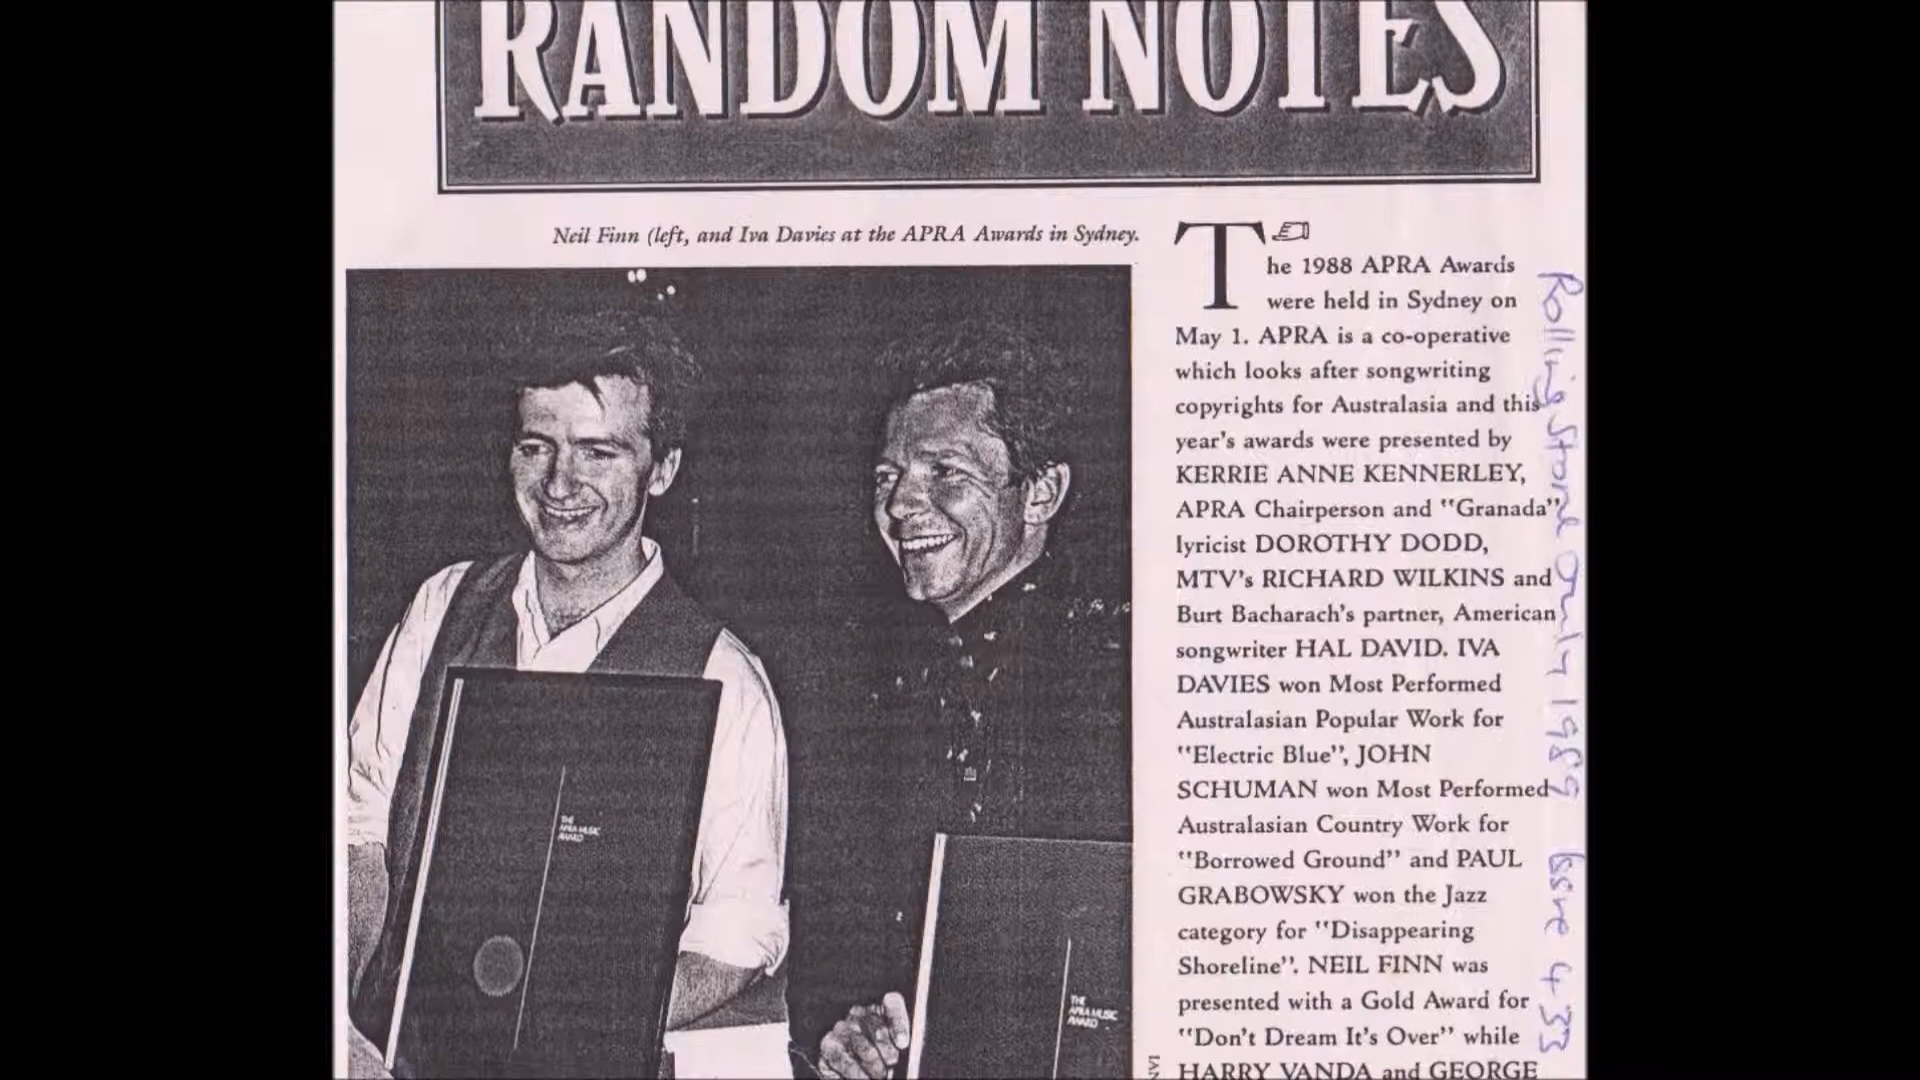 RANDOM NOTES
Neil Finn (left, and Iva Davies at the APRA Awards in Sydney.
The 1988 APRA Awards
were held in Sydney on
May 1. APRA is a co-operative
which looks after songwriting
copyrights for Australasia and this
year's awards were presented by
KERRIE ANNE KENNERLEY,
APRA Chairperson and "Granada"
lyricist DOROTHY DODD,
MTV's RICHARD WILKINS and
Burt Bacharach's partner, American
songwriter HAL DAVID. IVA
DAVIES won Most Performed
Australasian Popular Work for
"Electric Blue", JOHN
SCHUMAN won Most Performed
Australasian Country Work for
"Borrowed Ground" and PAUL
GRABOWSKY won the Jazz
category for "Disappearing
Shoreline". NEIL FINN was
presented with a Gold Award for
"Don't Dream It's Over" while
HARRY VANDA and GEORGE
THE
APRA MUSIC
AWARD
THE
APRA MUSIC
AWARD
Rolling Stone July 1989 Issue 433